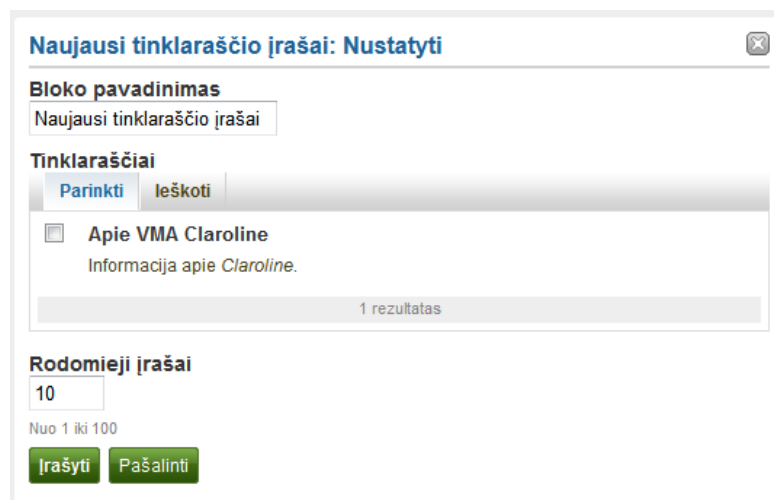 Naujausi tinklaraščio įrašai: Nustatyti
Bloko pavadinimas
Naujausi tinklaraščio įrašai
Tinklaraščiai
Parinkti Ieškoti
Apie VMA Claroline
Informacija apie Claroline.
1 rezultatas
Rodomieji įrašai
10
Nuo 1 iki 100
Įrašyti Pašalinti